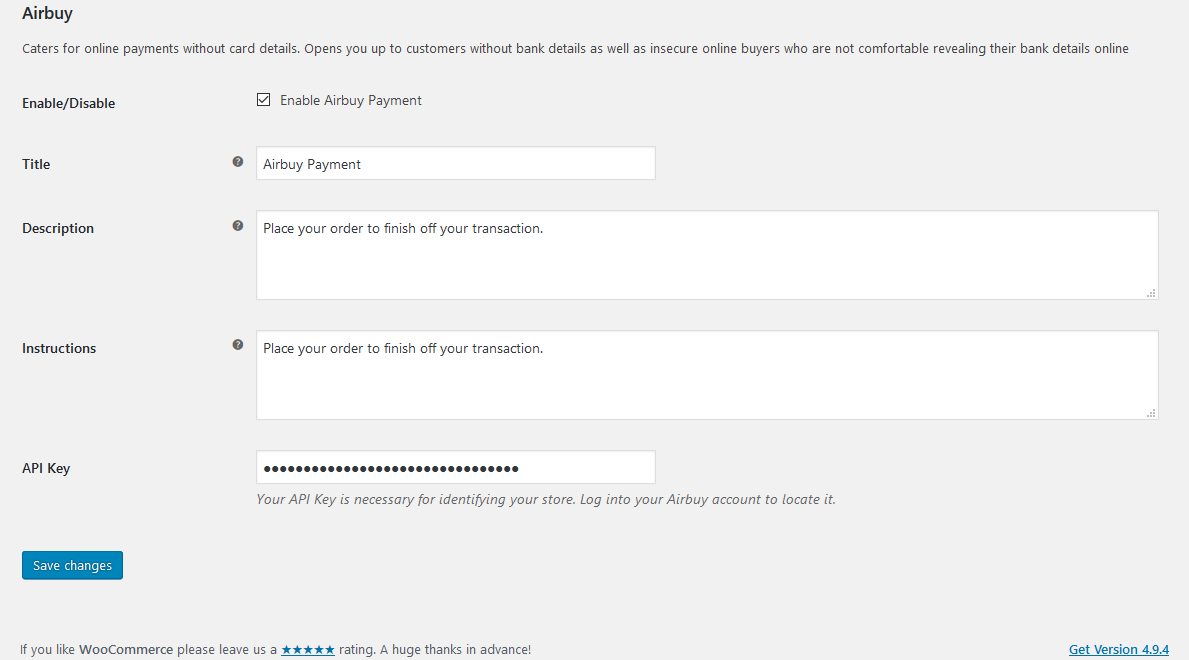 Airbuy
Caters for online payments without card details. Opens you up to customers without bank details as well as insecure online buyers who are not comfortable revealing their bank details online
Enable/Disable
Enable Airbuy Payment
Title
Airbuy Payment
Description
Place your order to finish off your transaction.
Instructions
Place your order to finish off your transaction.
API Key
●●●●●●●●●●●●●●●●●●●●●●●●●●●●●●●●
Your API Key is necessary for identifying your store. Log into your Airbuy account to locate it.
Save changes
If you like WooCommerce please leave us a ★★★★★ rating. A huge thanks in advance!
Get Version 4.9.4